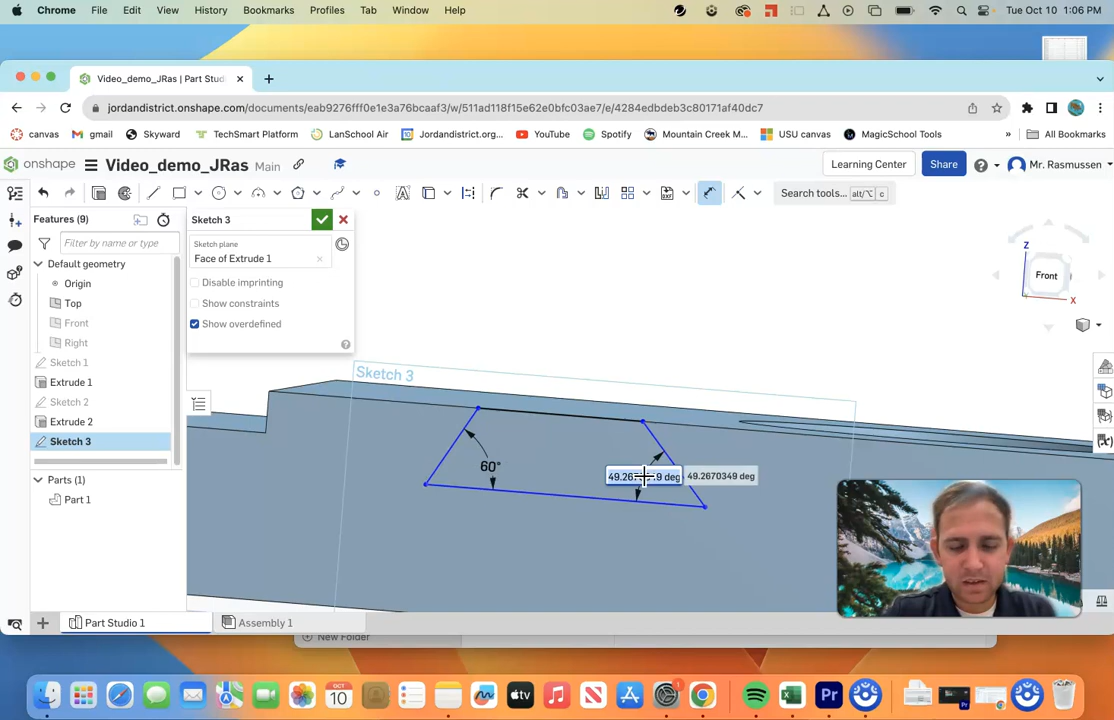 Chrome File Edit View History Bookmarks Profiles Tab Window Help Tue Oct 10 1:06 PM
Video_demo_JRas | Part Studi
jordandistrict.onshape.com/documents/eab9276fff0e1e3a76bcaaf3/w/511ad118f15e62e0bfc03ae7/e/4284edbdeb3c80171af40dc7
canvas gmail Skyward TechSmart Platform LanSchool Air Jordandistrict.org... YouTube Spotify Mountain Creek M... USU canvas MagicSchool Tools » All Bookmarks
onshape Video_demo_JRas Main Learning Center Share Mr. Rasmussen
Search tools... alt/⌥ c
Features (9)
Filter by name or type
Default geometry
Origin
Top
Front
Right
Sketch 1
Extrude 1
Sketch 2
Extrude 2
Sketch 3
Parts (1)
Part 1
Sketch 3
Sketch plane
Face of Extrude 1
Disable imprinting
Show constraints
Show overdefined
Sketch 3
60°
49.2670349 deg
Z
Front
X
Part Studio 1 Assembly 1
New Folder
OCT
10
tv